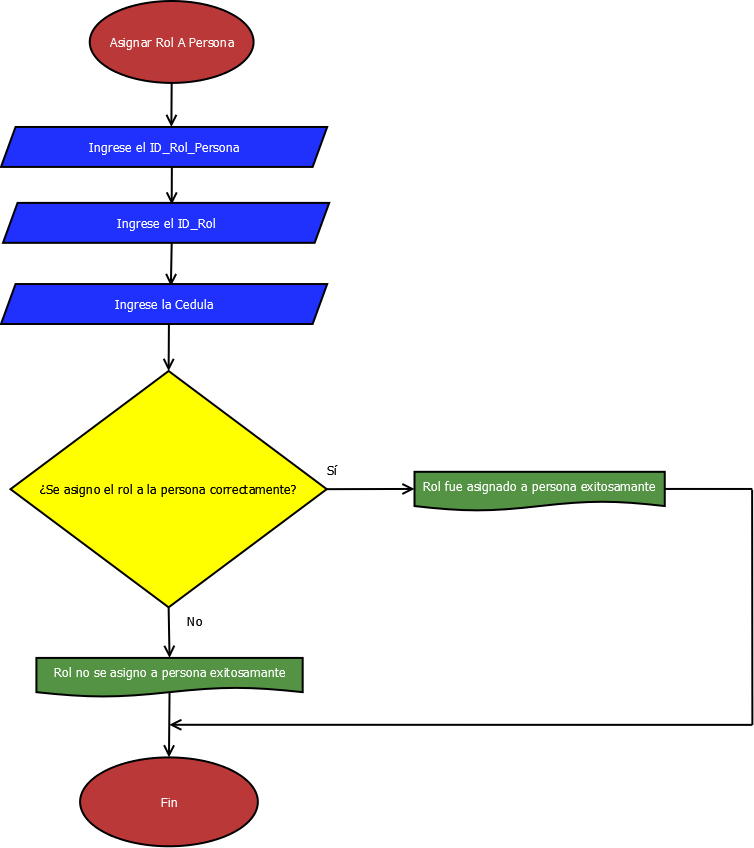 Asignar Rol A Persona
Ingrese el ID_Rol_Persona
Ingrese el ID_Rol
Ingrese la Cedula
¿Se asigno el rol a la persona correctamente?
Sí
Rol fue asignado a persona exitosamante
No
Rol no se asigno a persona exitosamante
Fin